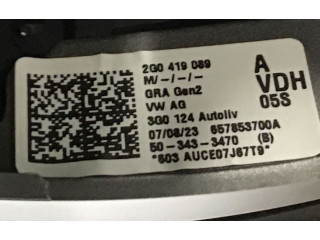 2G0 419 089
M/-/-/-
GRA Gen2
VW AG
3G0 124 Autoliv
07/08/23 657853700A
50-343-3470 (B)
*603 AUCE07J67T9*
A
VDH
05S